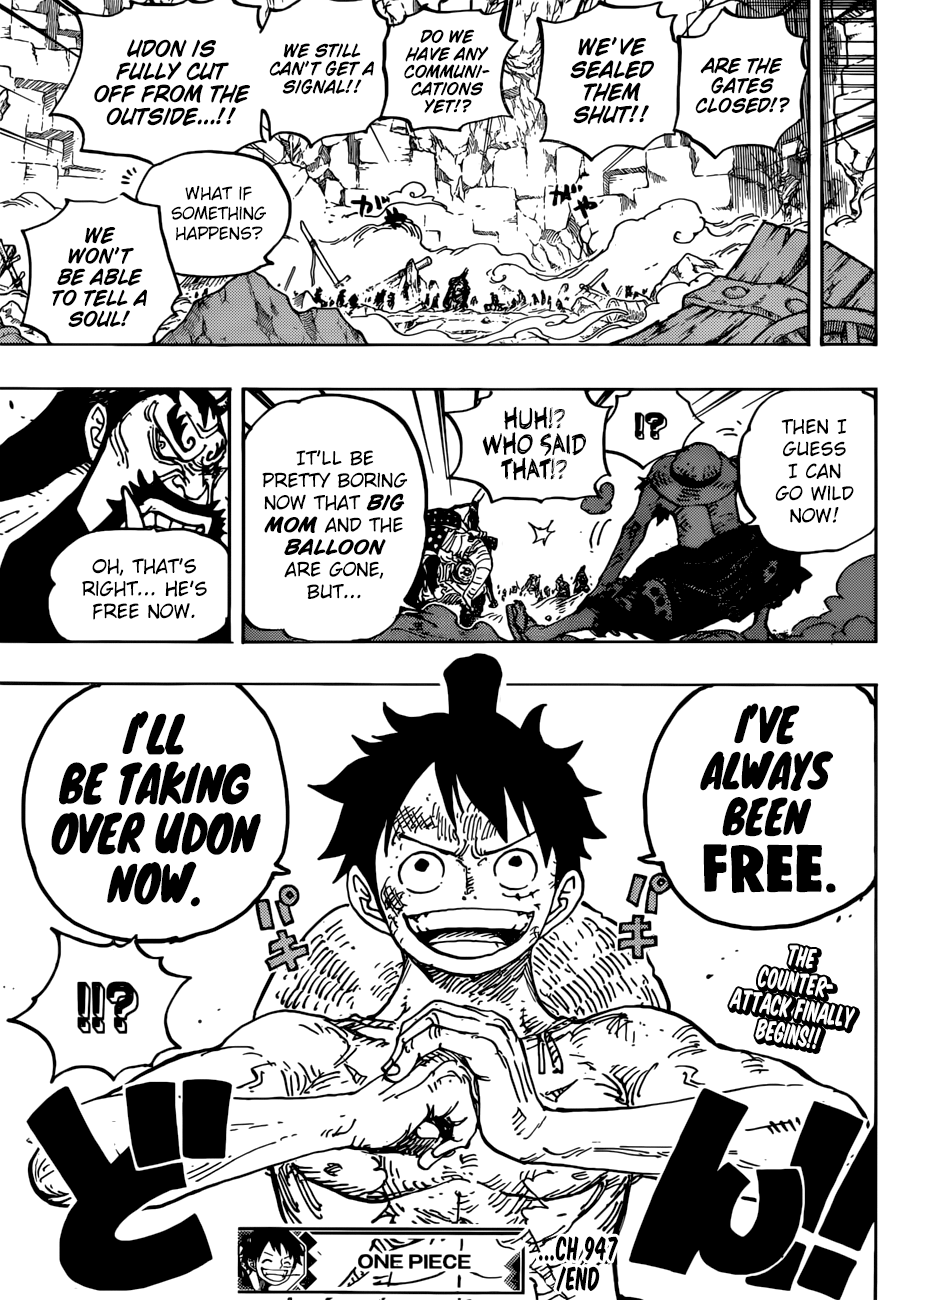 ARE THE
GATES
CLOSED!?
WE'VE
SEALED
THEM
SHUT!!
DO WE
HAVE ANY
COMMUNI-
CATIONS
YET!?
WE STILL
CAN'T GET A
SIGNAL!!
UDON IS
FULLY CUT
OFF FROM THE
OUTSIDE...!!
WHAT IF
SOMETHING
HAPPENS?
WE
WON'T
BE ABLE
TO TELL A
SOUL!
ガヤ
ガヤ
THEN I
GUESS
I CAN
GO WILD
NOW!
!?
HUH!?
WHO SAID
THAT!?
IT'LL BE
PRETTY BORING
NOW THAT BIG
MOM AND THE
BALLOON
ARE GONE,
BUT...
OH, THAT'S
RIGHT... HE'S
FREE NOW.
I'VE
ALWAYS
BEEN
FREE.
I'LL
BE TAKING
OVER UDON
NOW.
パキ
パキ
!!?
THE
COUNTER-
ATTACK FINALLY
BEGINS!!
どん!!
ONE PIECE
...CH 947
/END